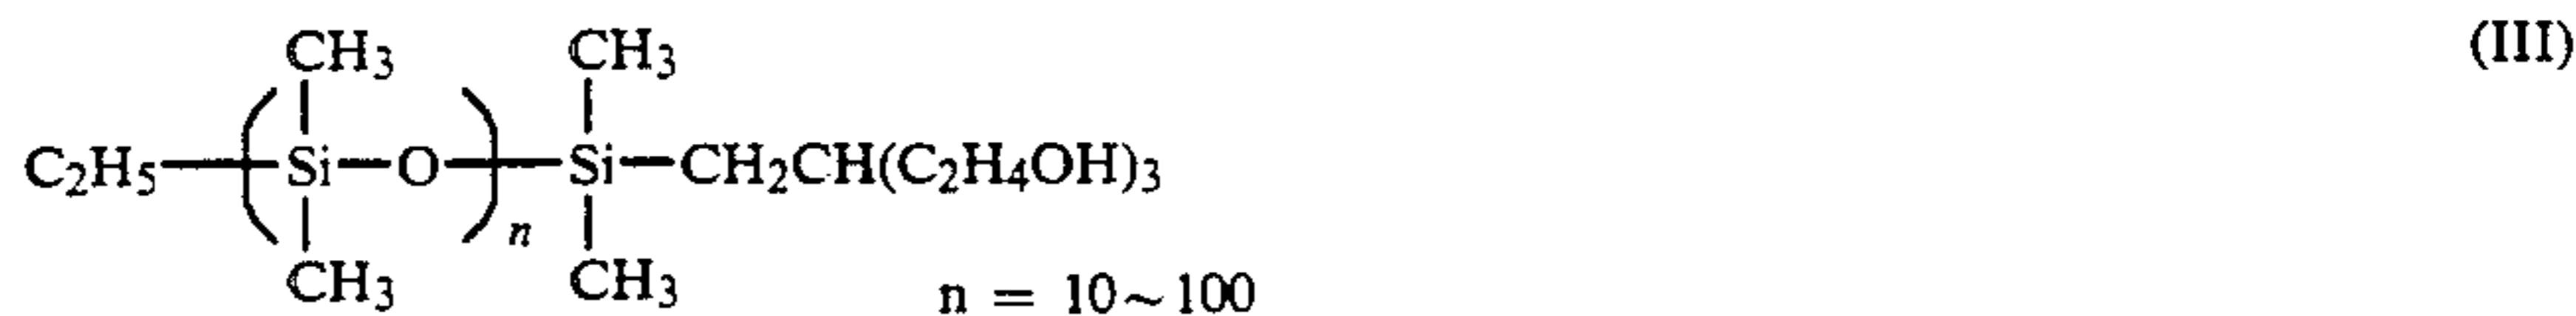 CH3 CH3 (III)
C2H5—(Si—O)n—Si—CH2CH(C2H4OH)3
CH3 CH3
n = 10~100